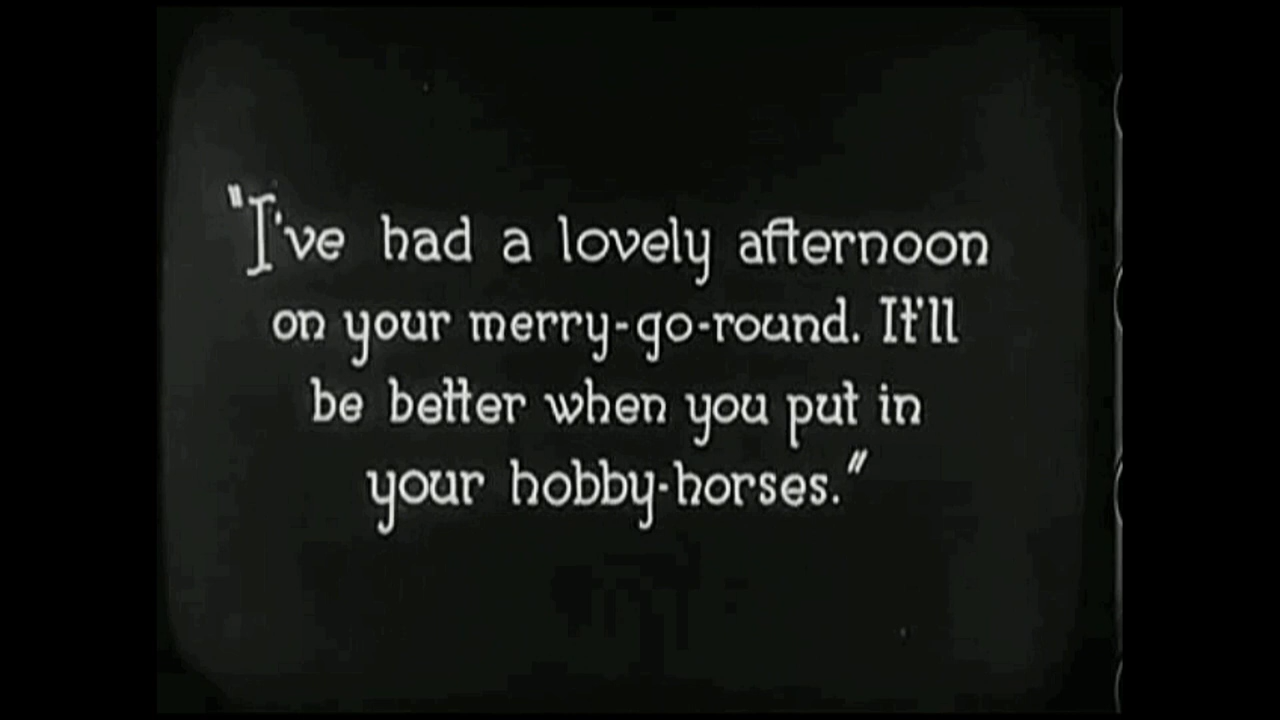 "I've had a lovely afternoon
on your merry-go-round. It'll
be better when you put in
your hobby-horses."